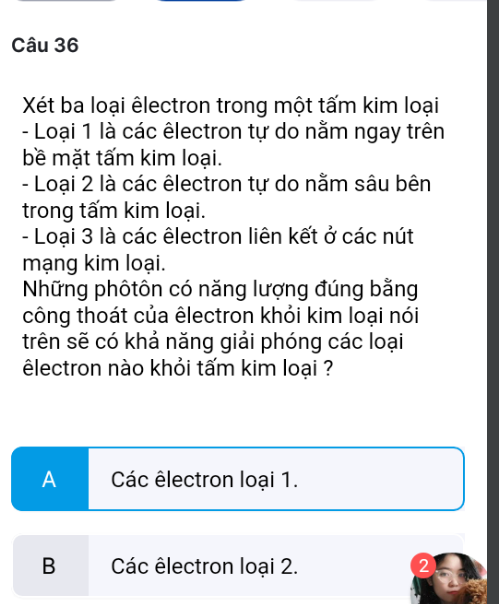 Câu 36
Xét ba loại êlectron trong một tấm kim loại
- Loại 1 là các êlectron tự do nằm ngay trên
bề mặt tấm kim loại.
- Loại 2 là các êlectron tự do nằm sâu bên
trong tấm kim loại.
- Loại 3 là các êlectron liên kết ở các nút
mạng kim loại.
Những phôtôn có năng lượng đúng bằng
công thoát của êlectron khỏi kim loại nói
trên sẽ có khả năng giải phóng các loại
êlectron nào khỏi tấm kim loại ?
A Các êlectron loại 1.
B Các êlectron loại 2.
2